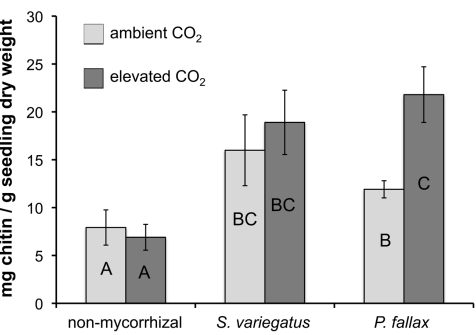 mg chitin / g seedling dry weight
30
25
20
15
10
5
0
ambient CO₂
elevated CO₂
A
A
BC
BC
B
C
non-mycorrhizal
S. variegatus
P. fallax